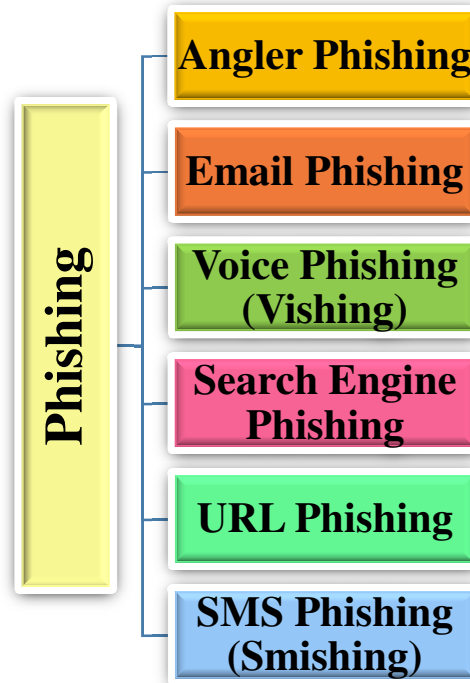 Phishing
Angler Phishing
Email Phishing
Voice Phishing
(Vishing)
Search Engine
Phishing
URL Phishing
SMS Phishing
(Smishing)